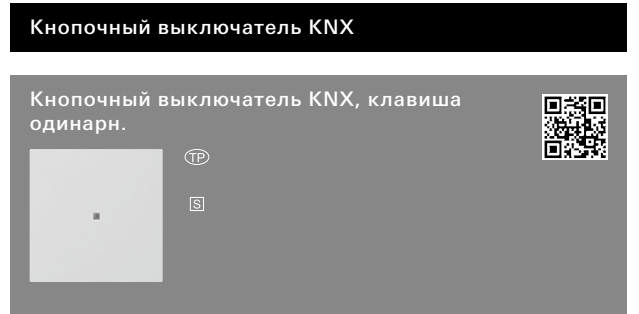 Кнопочный выключатель KNX
Кнопочный выключатель KNX, клавиша
одинарн.
TP
S